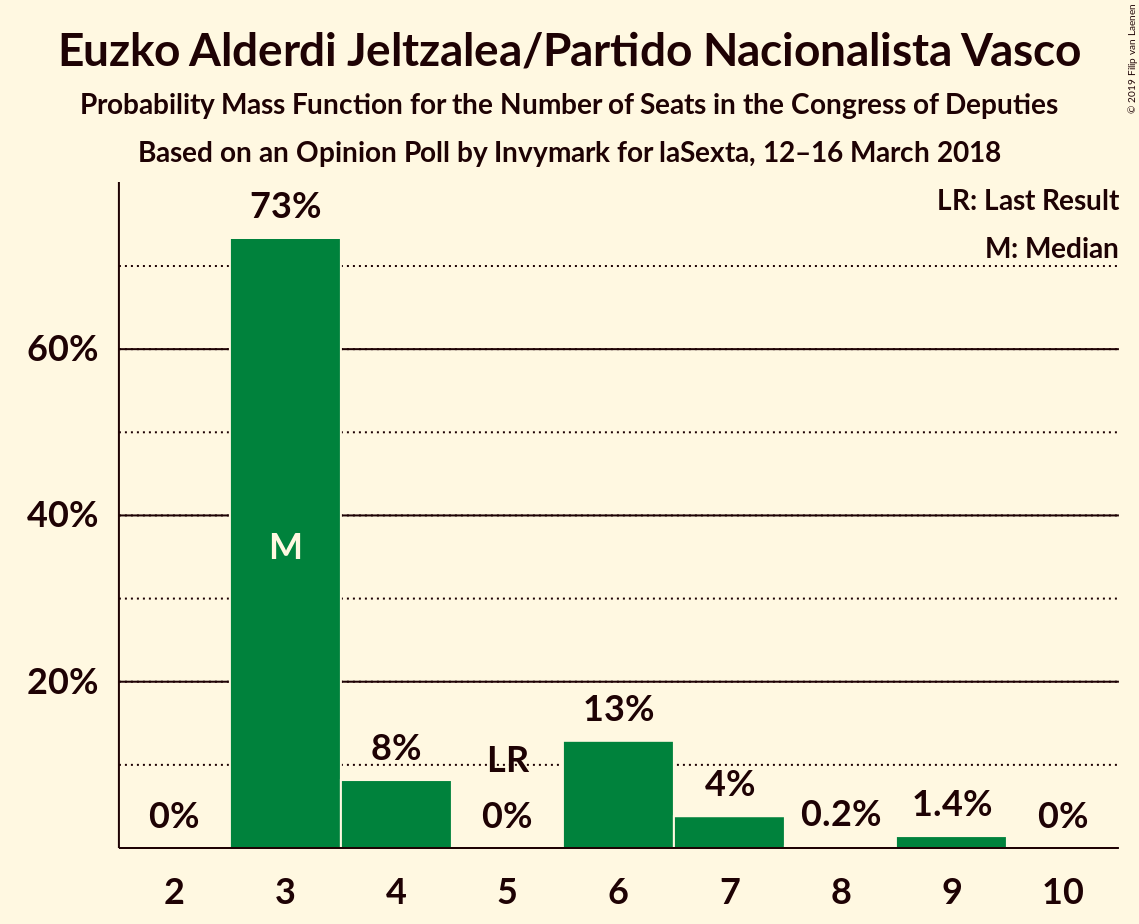 Euzko Alderdi Jeltzalea/Partido Nacionalista Vasco
Probability Mass Function for the Number of Seats in the Congress of Deputies
Based on an Opinion Poll by Invymark for laSexta, 12–16 March 2018
© 2019 Filip van Laenen
LR: Last Result
M: Median
73%
60%
M
40%
20%
13%
8%
LR
4%
0%
0%
0.2%
1.4%
0%
2 3 4 5 6 7 8 9 10